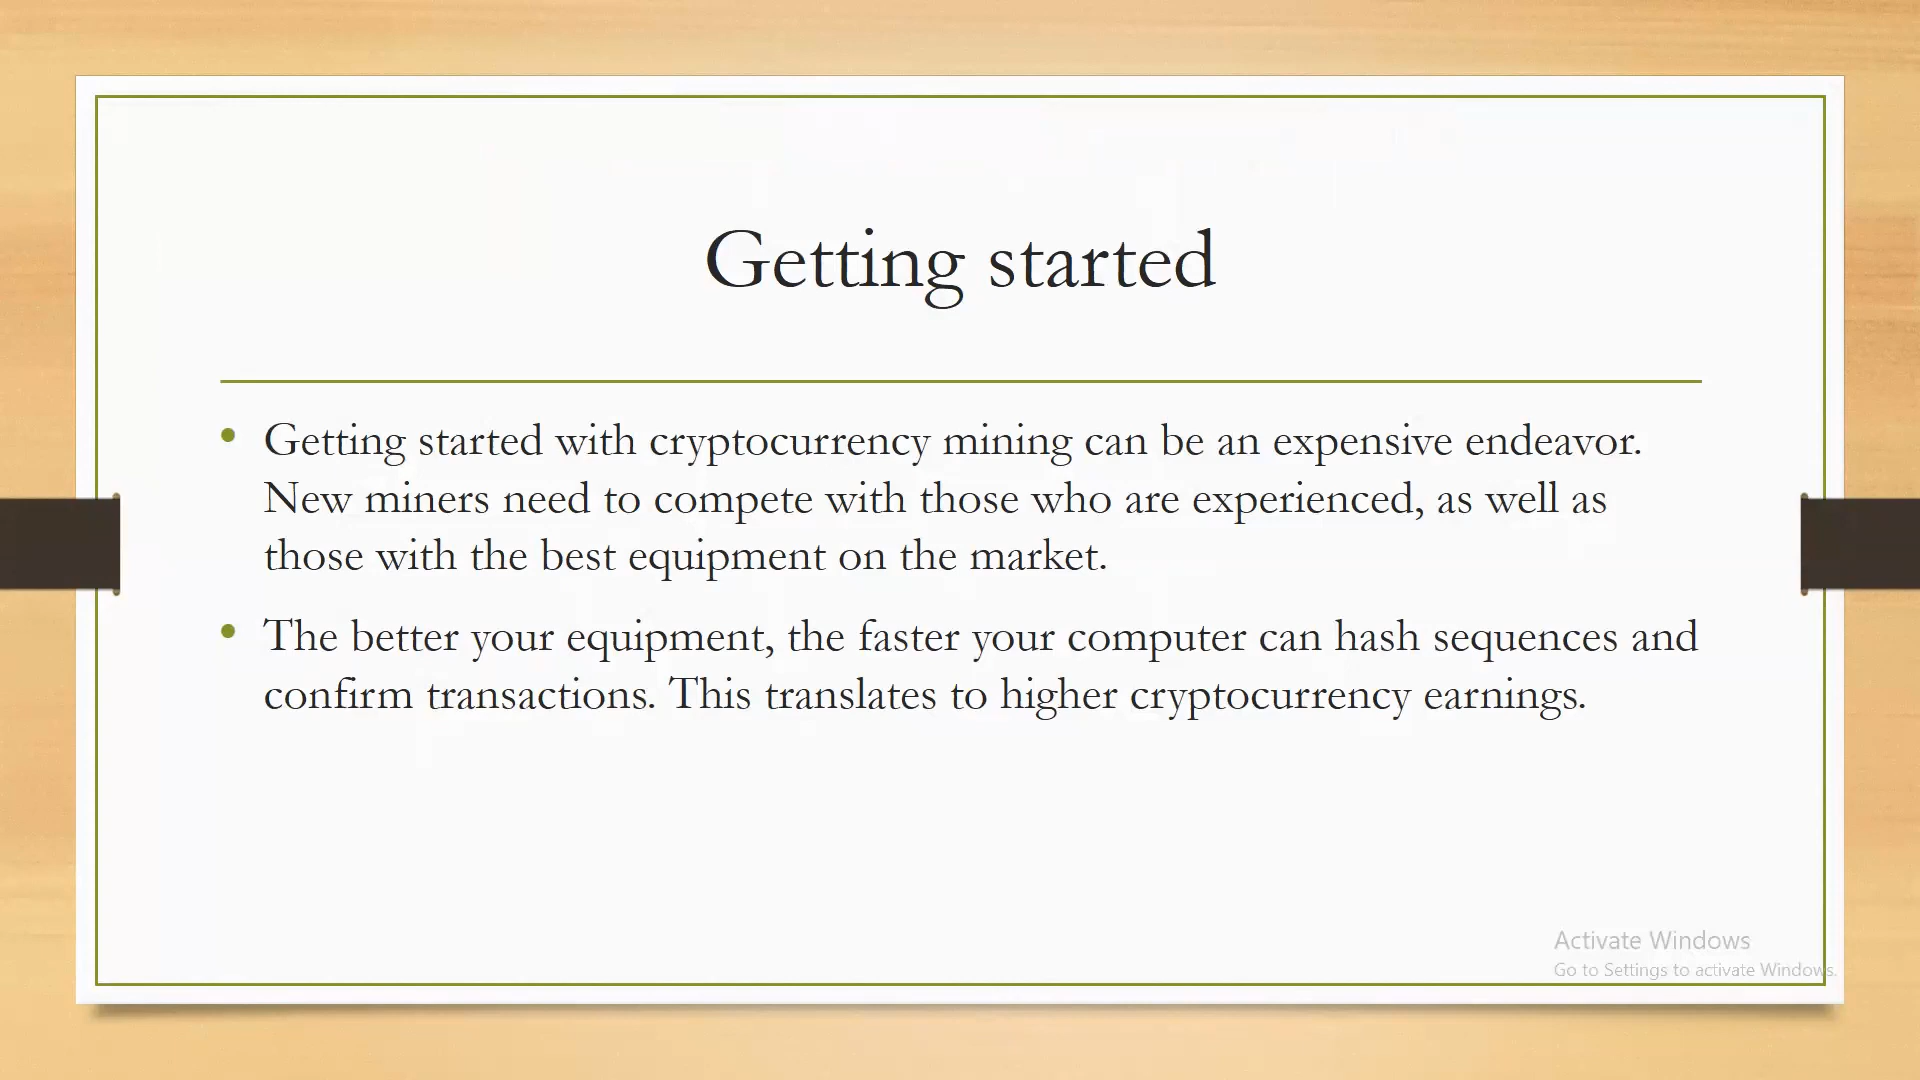 Getting started
Getting started with cryptocurrency mining can be an expensive endeavor.
New miners need to compete with those who are experienced, as well as
those with the best equipment on the market.
The better your equipment, the faster your computer can hash sequences and
confirm transactions. This translates to higher cryptocurrency earnings.
Activate Windows
Go to Settings to activate Windows.